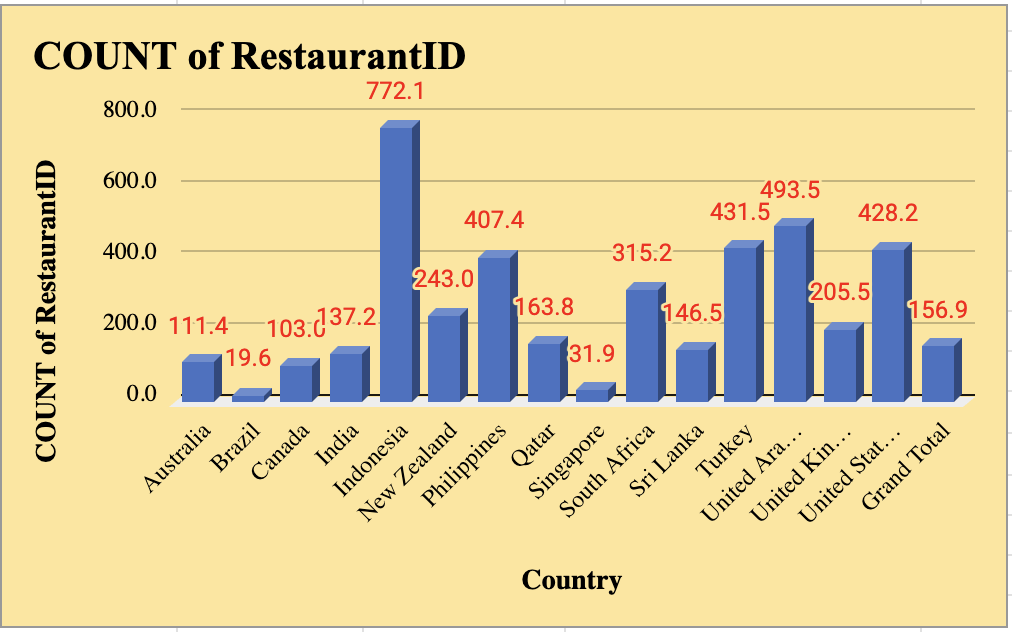 COUNT of RestaurantID
COUNT of RestaurantID
800.0
600.0
400.0
200.0
0.0
111.4
19.6
103.0
137.2
772.1
243.0
407.4
163.8
31.9
315.2
146.5
431.5
493.5
205.5
428.2
156.9
Australia
Brazil
Canada
India
Indonesia
New Zealand
Philippines
Qatar
Singapore
South Africa
Sri Lanka
Turkey
United Ara…
United Kin…
United Stat…
Grand Total
Country